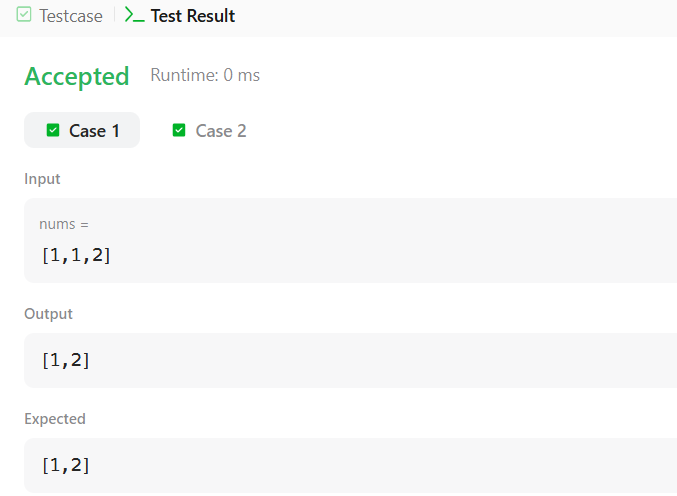 Testcase
Test Result
Accepted Runtime: 0 ms
Case 1 Case 2
Input
nums =
[1,1,2]
Output
[1,2]
Expected
[1,2]